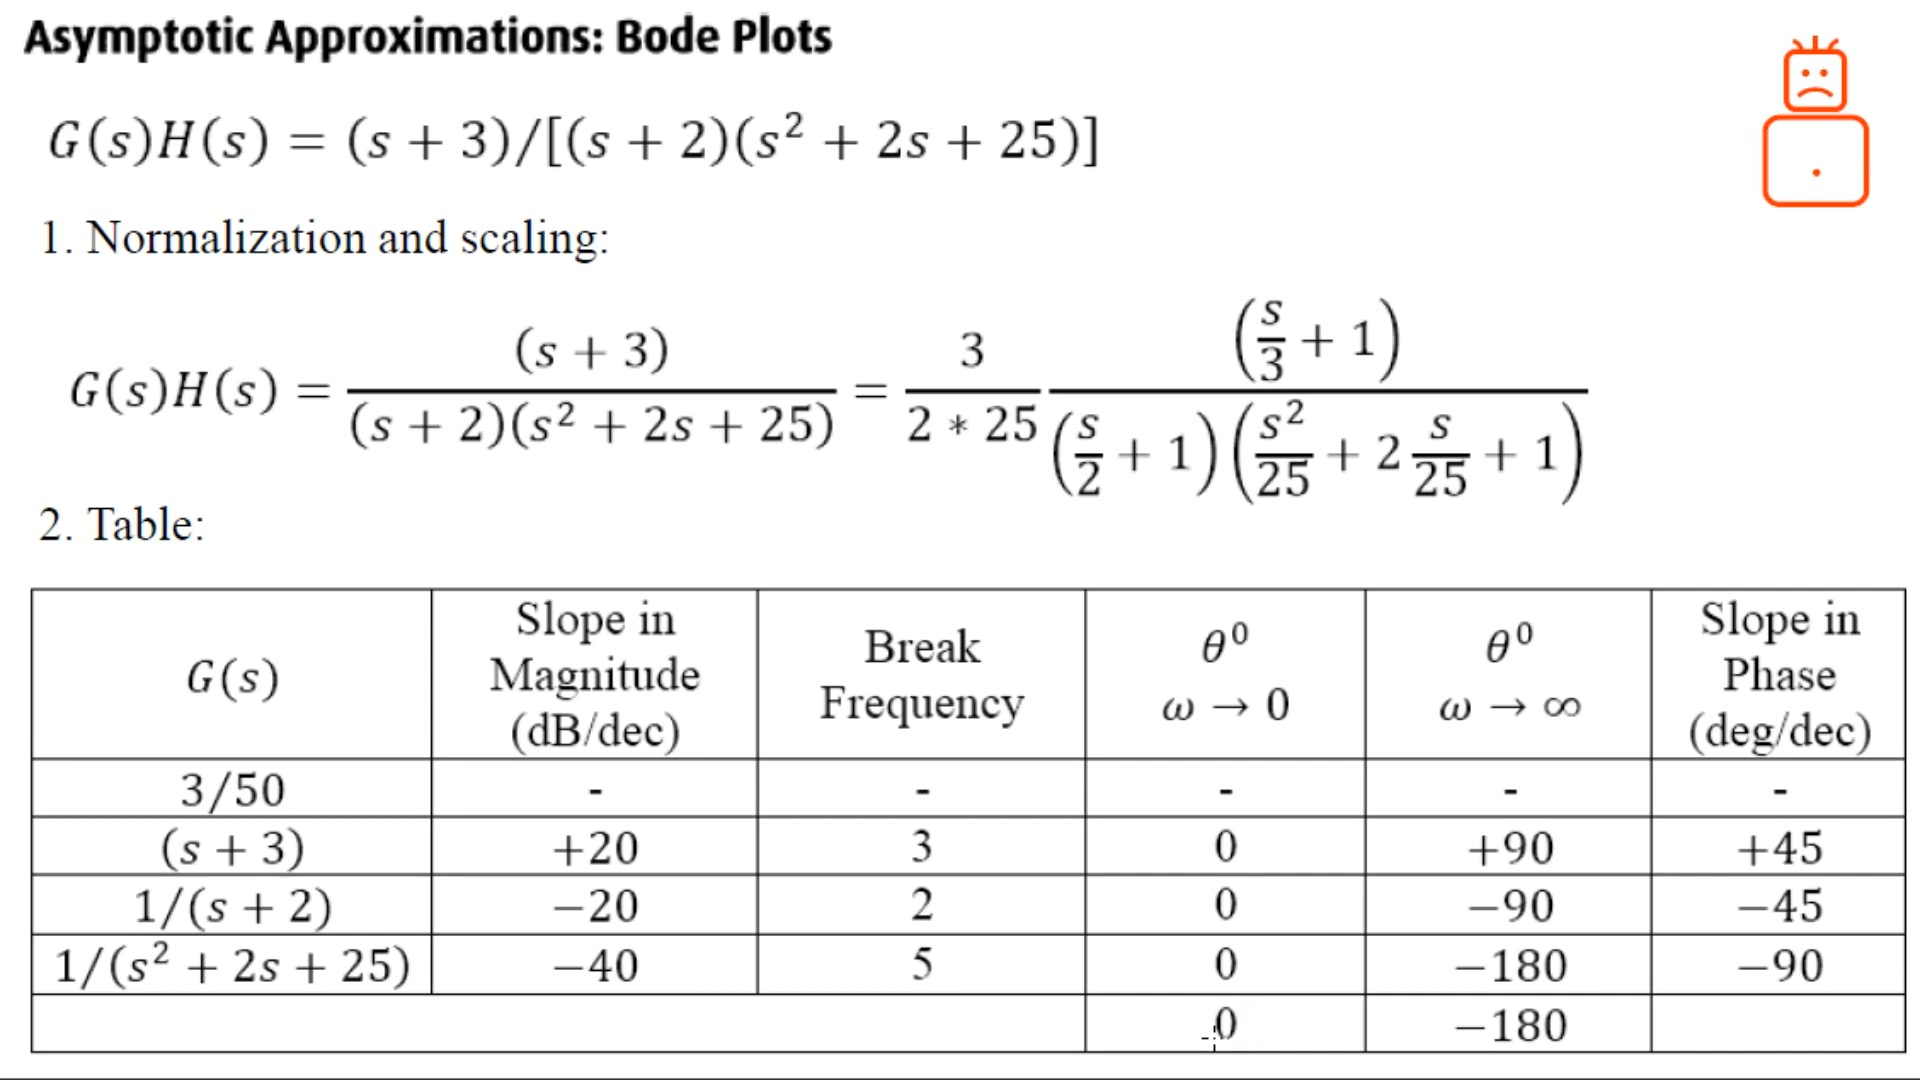 Asymptotic Approximations: Bode Plots
G(s)H(s) = (s + 3)/[(s + 2)(s² + 2s + 25)]
1. Normalization and scaling:
G(s)H(s) = (s + 3) / (s + 2)(s² + 2s + 25) = 3 / 2 * 25 (s/3 + 1) / (s/2 + 1)(s²/25 + 2 s/25 + 1)
2. Table:
G(s) | Slope in Magnitude (dB/dec) | Break Frequency | θ⁰ ω → 0 | θ⁰ ω → ∞ | Slope in Phase (deg/dec)
3/50 | - | - | - | - | -
(s + 3) | +20 | 3 | 0 | +90 | +45
1/(s + 2) | −20 | 2 | 0 | −90 | −45
1/(s² + 2s + 25) | −40 | 5 | 0 | −180 | −90
0 | −180